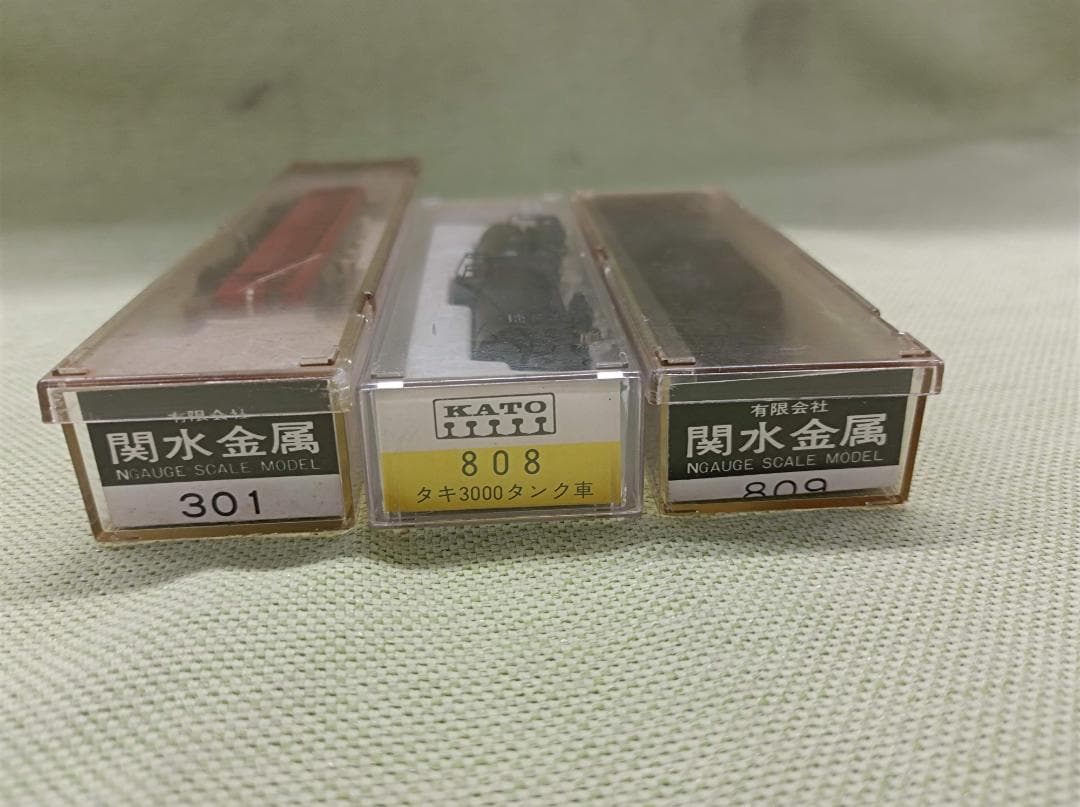 有限会社
関水金属
NGAUGE SCALE MODEL
301
KATO
808
タキ3000タンク車
有限会社
関水金属
NGAUGE SCALE MODEL
809